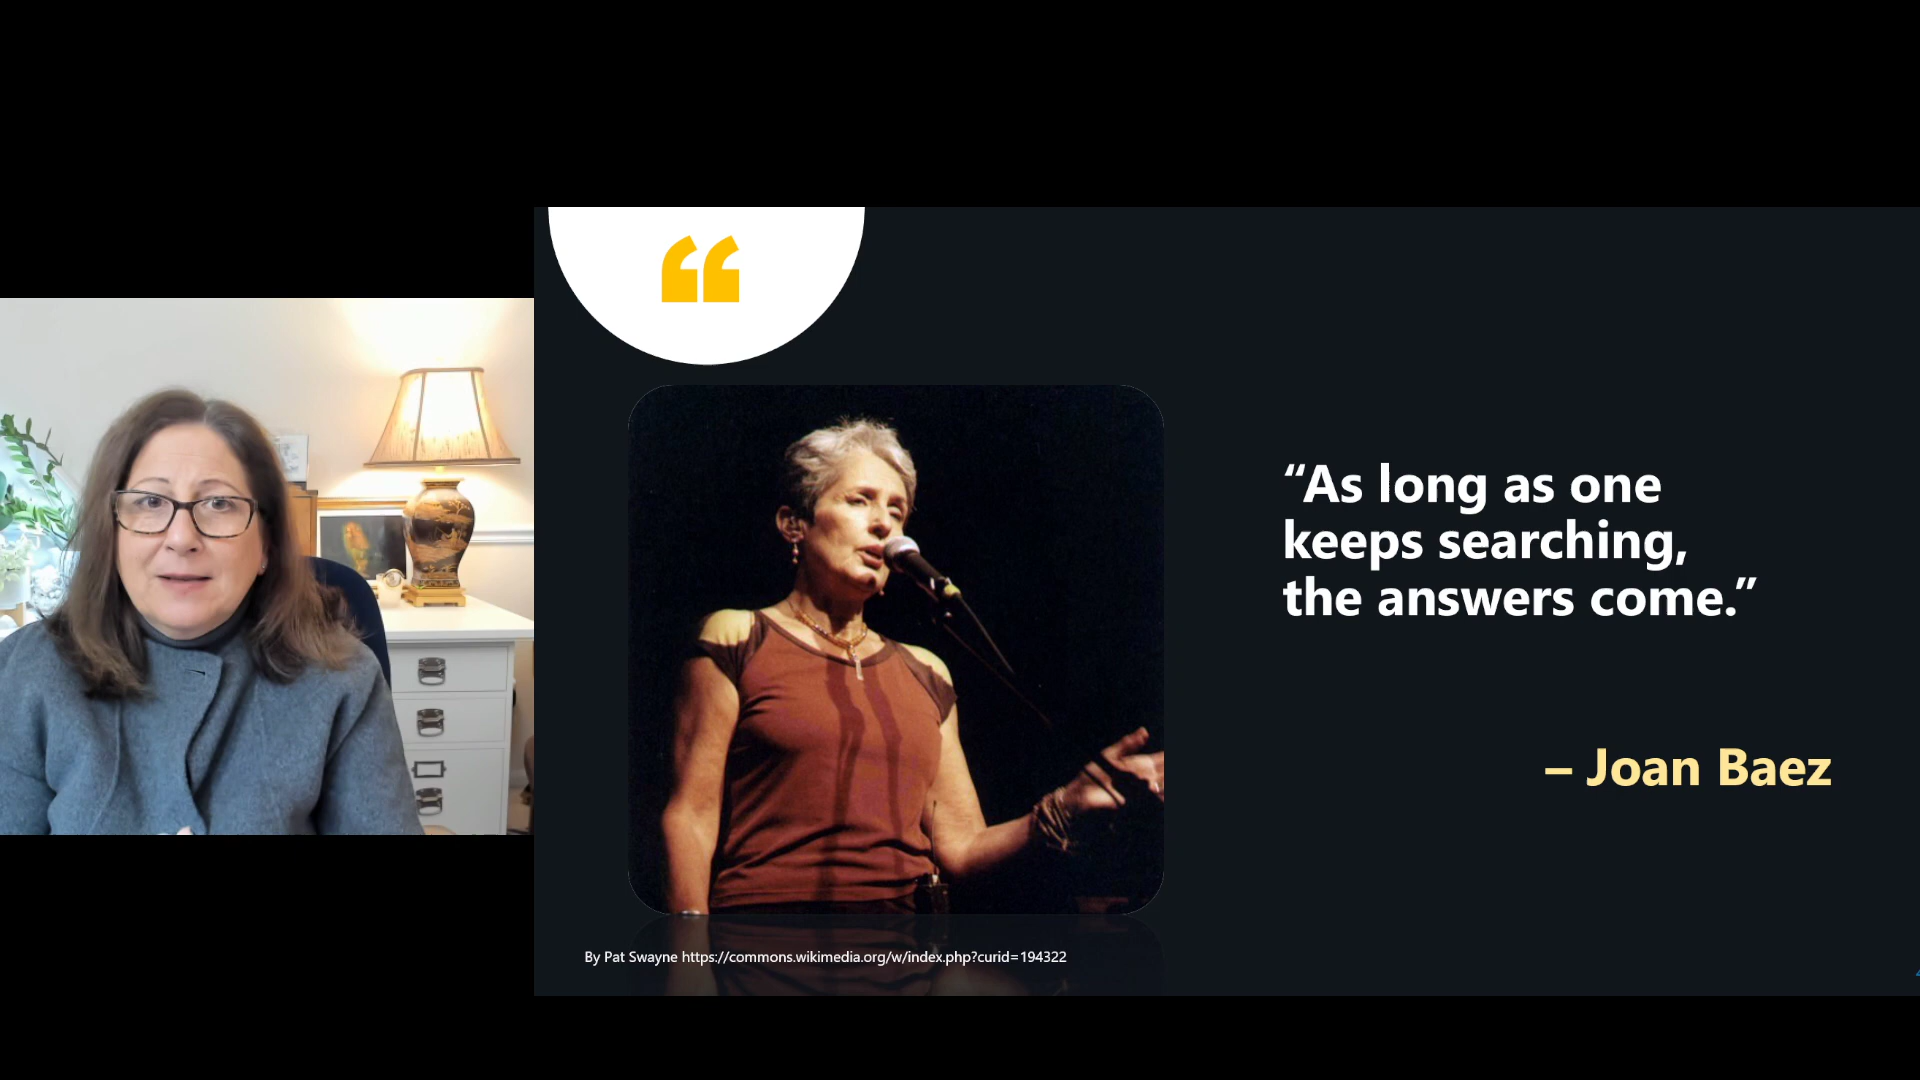 “As long as one
keeps searching,
the answers come.”
– Joan Baez
By Pat Swayne https://commons.wikimedia.org/w/index.php?curid=194322